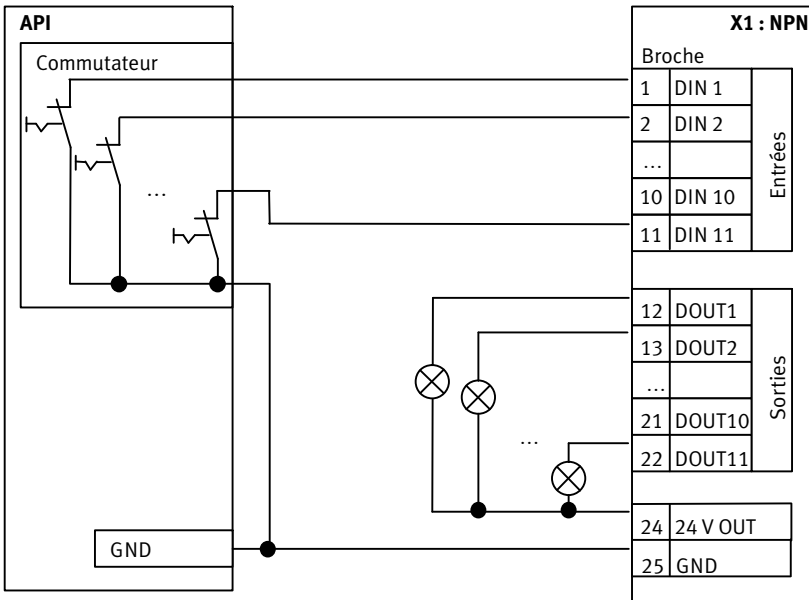 API
Commutateur
...
GND
X1 : NPN
Broche
1 DIN 1
2 DIN 2
...
10 DIN 10
11 DIN 11
Entrées
12 DOUT1
13 DOUT2
...
21 DOUT10
22 DOUT11
Sorties
...
24 24 V OUT
25 GND